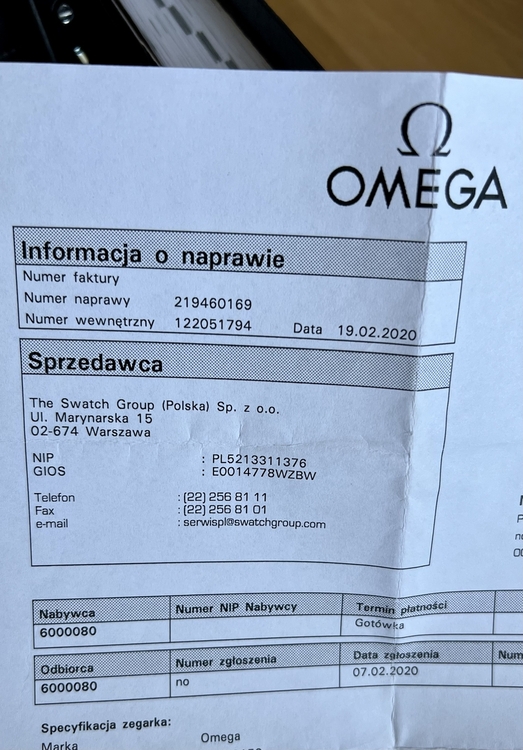 Ω
OMEGA
Informacja o naprawie
Numer faktury
Numer naprawy 219460169
Numer wewnętrzny 122051794 Data 19.02.2020
Sprzedawca
The Swatch Group (Polska) Sp. z o.o.
Ul. Marynarska 15
02-674 Warszawa
NIP : PL5213311376
GIOS : E0014778WZBW
Telefon : (22) 256 81 11
Fax : (22) 256 81 01
e-mail : serwispl@swatchgroup.com
Nabywca Numer NIP Nabywcy Termin płatności
6000080 Gotówka
Odbiorca Numer zgłoszenia Data zgłoszenia Num
6000080 no 07.02.2020
Specyfikacja zegarka:
Marka Omega